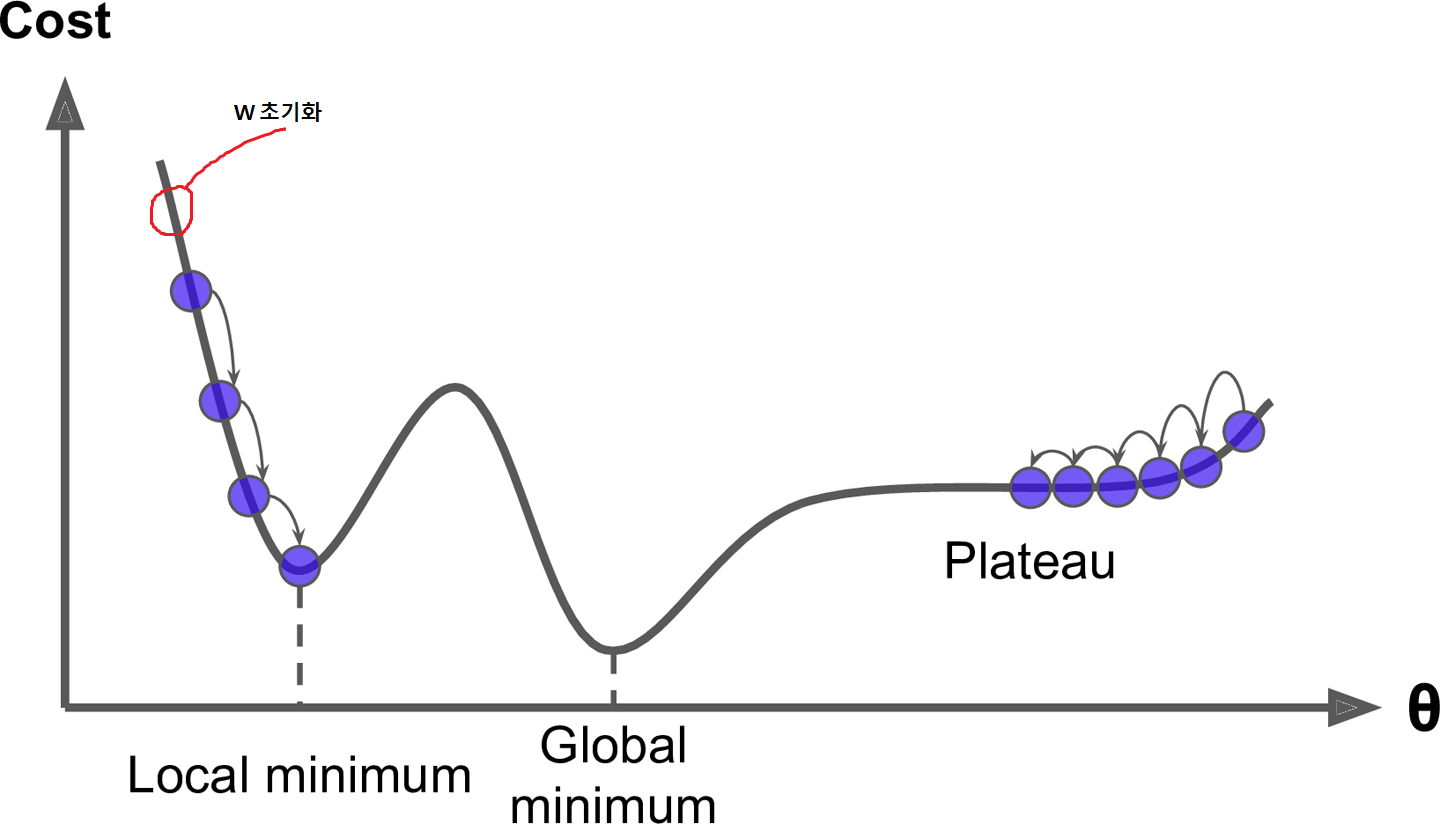 Cost
W 초기화
Plateau
θ
Local minimum
Global
minimum